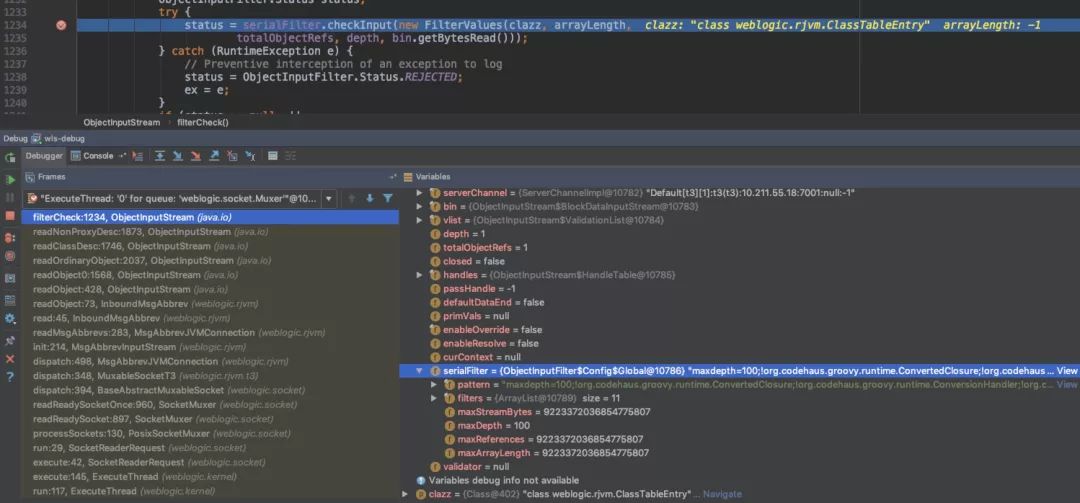 1232 ObjectInputFilter.Status status;
1233 try {
1234 status = serialFilter.checkInput(new FilterValues(clazz, arrayLength, clazz: "class weblogic.rjvm.ClassTableEntry" arrayLength: -1
1235 totalObjectRefs, depth, bin.getBytesRead()));
1236 } catch (RuntimeException e) {
1237 // Preventive interception of an exception to log
1238 status = ObjectInputFilter.Status.REJECTED;
1239 ex = e;
1240 }
ObjectInputStream › filterCheck()
Debug wls-debug
Debugger Console
Frames
"ExecuteThread: '0' for queue: 'weblogic.socket.Muxer'"@10...
filterCheck:1234, ObjectInputStream (java.io)
readNonProxyDesc:1873, ObjectInputStream (java.io)
readClassDesc:1746, ObjectInputStream (java.io)
readOrdinaryObject:2037, ObjectInputStream (java.io)
readObject0:1568, ObjectInputStream (java.io)
readObject:428, ObjectInputStream (java.io)
readObject:73, InboundMsgAbbrev (weblogic.rjvm)
read:45, InboundMsgAbbrev (weblogic.rjvm)
readMsgAbbrevs:283, MsgAbbrevJVMConnection (weblogic.rjvm)
init:214, MsgAbbrevInputStream (weblogic.rjvm)
dispatch:498, MsgAbbrevJVMConnection (weblogic.rjvm)
dispatch:348, MuxableSocketT3 (weblogic.rjvm.t3)
dispatch:394, BaseAbstractMuxableSocket (weblogic.socket)
readReadySocketOnce:960, SocketMuxer (weblogic.socket)
readReadySocket:897, SocketMuxer (weblogic.socket)
processSockets:130, PosixSocketMuxer (weblogic.socket)
run:29, SocketReaderRequest (weblogic.socket)
execute:42, SocketReaderRequest (weblogic.socket)
execute:145, ExecuteThread (weblogic.kernel)
run:117, ExecuteThread (weblogic.kernel)
Variables
serverChannel = {ServerChannelImpl@10782} "Default[t3][1]:t3(t3):10.211.55.18:7001:null:-1"
bin = {ObjectInputStream$BlockDataInputStream@10783}
vlist = {ObjectInputStream$ValidationList@10784}
depth = 1
totalObjectRefs = 1
closed = false
handles = {ObjectInputStream$HandleTable@10785}
passHandle = -1
defaultDataEnd = false
primVals = null
enableOverride = false
enableResolve = false
curContext = null
serialFilter = {ObjectInputFilter$Config$Global@10786} "maxdepth=100;!org.codehaus.groovy.runtime.ConvertedClosure;!org.codehaus ... View
pattern = "maxdepth=100;!org.codehaus.groovy.runtime.ConvertedClosure;!org.codehaus.groovy.runtime.ConversionHandler;!org.c... View
filters = {ArrayList@10789} size = 11
maxStreamBytes = 9223372036854775807
maxDepth = 100
maxReferences = 9223372036854775807
maxArrayLength = 9223372036854775807
validator = null
Variables debug info not available
clazz = {Class@402} "class weblogic.rjvm.ClassTableEntry" ... Navigate